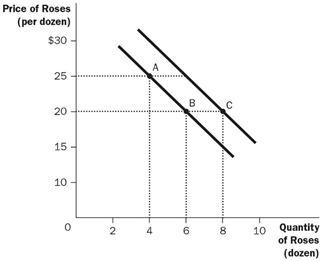 Price of Roses
(per dozen)
$30
25
20
15
10
0
A
B
C
2
4
6
8
10
Quantity
of Roses
(dozen)